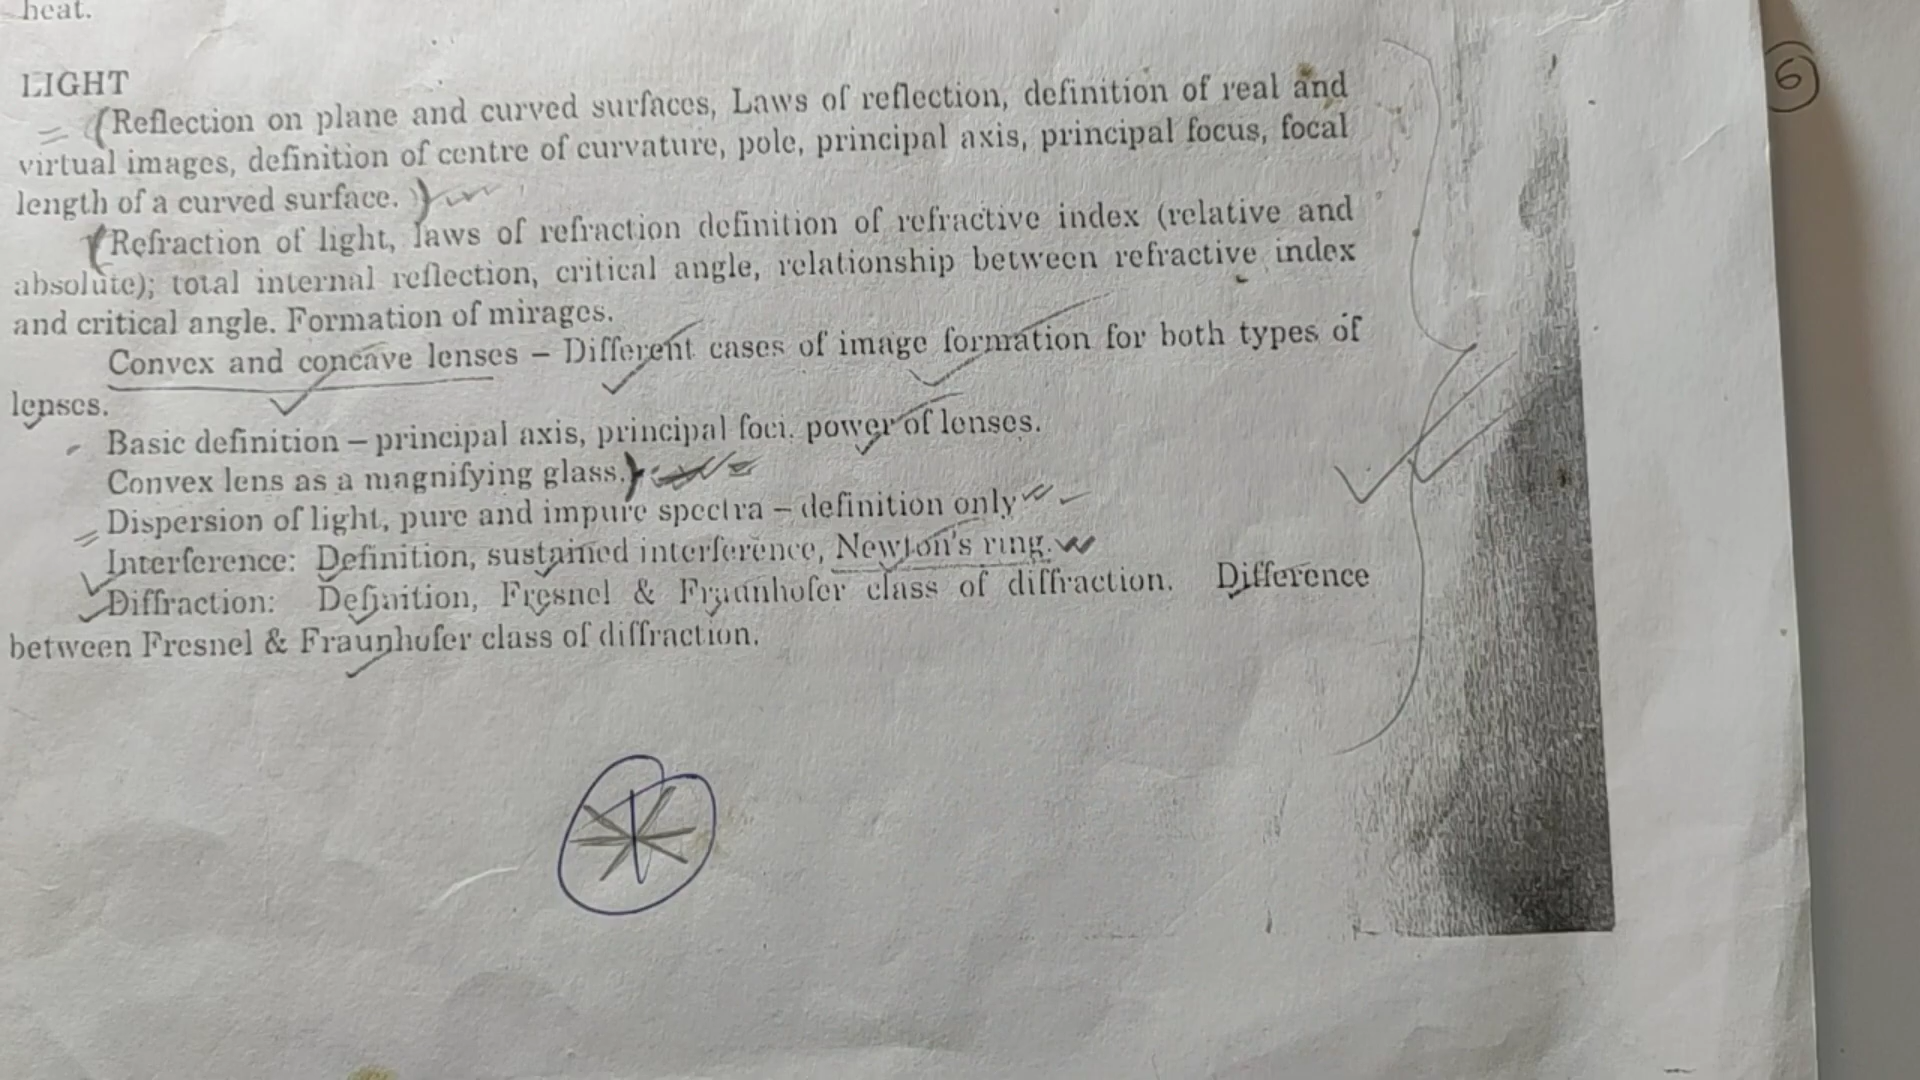 heat.
LIGHT
(Reflection on plane and curved surfaces, Laws of reflection, definition of real and
virtual images, definition of centre of curvature, pole, principal axis, principal focus, focal
length of a curved surface. )
(Refraction of light, laws of refraction definition of refractive index (relative and
absolute); total internal reflection, critical angle, relationship between refractive index
and critical angle. Formation of mirages.
Convex and concave lenses – Different cases of image formation for both types of
lenses.
Basic definition – principal axis, principal foci. power of lenses.
Convex lens as a magnifying glass.)
Dispersion of light, pure and impure spectra – definition only
Interference: Definition, sustained interference, Newton's ring.
Diffraction: Definition, Fresnel & Fraunhofer class of diffraction. Difference
between Fresnel & Fraunhofer class of diffraction.
6